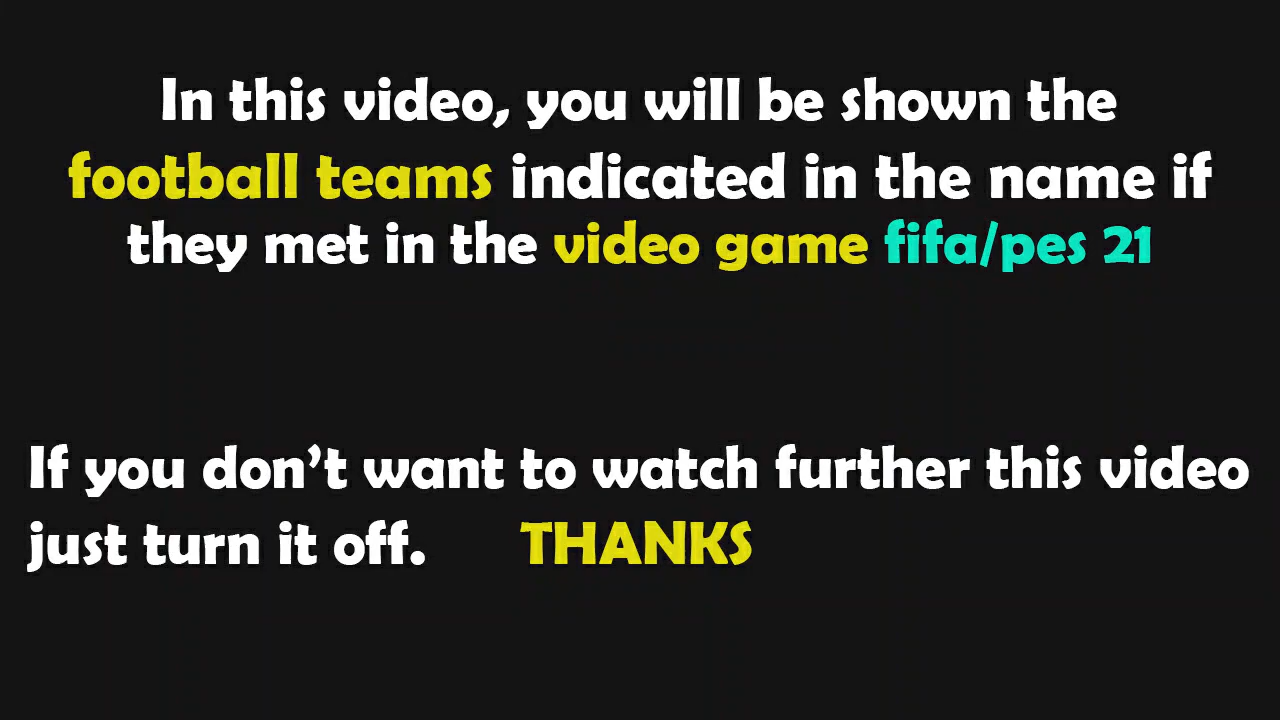 In this video, you will be shown the
football teams indicated in the name if
they met in the video game fifa/pes 21
If you don’t want to watch further this video
just turn it off. THANKS